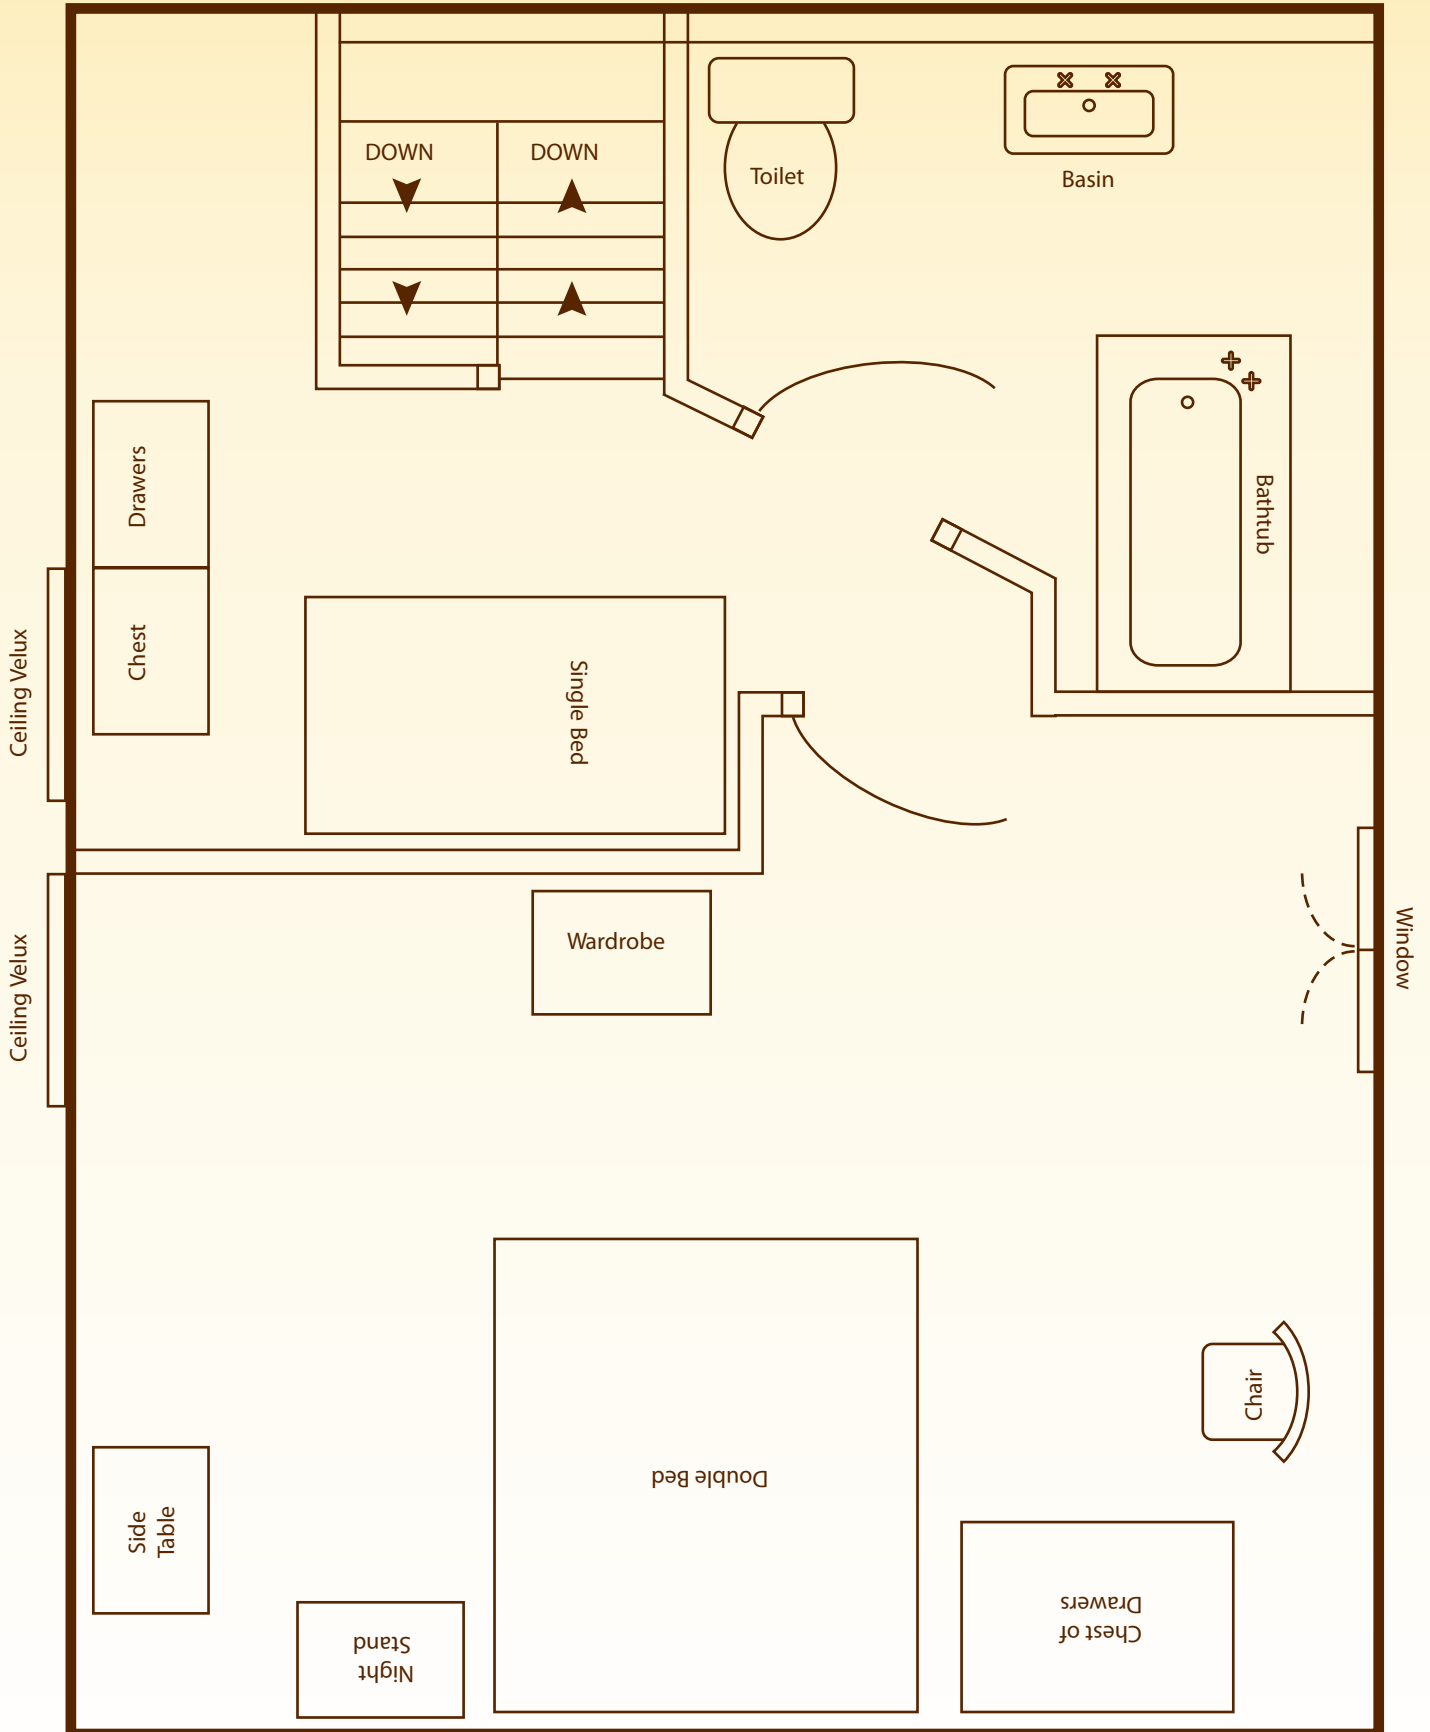 DOWN
DOWN
Toilet
Basin
Drawers
Bathtub
Chest
Ceiling Velux
Single Bed
Wardrobe
Window
Ceiling Velux
Chair
Double Bed
Side
Table
Chest of
Drawers
Night
Stand